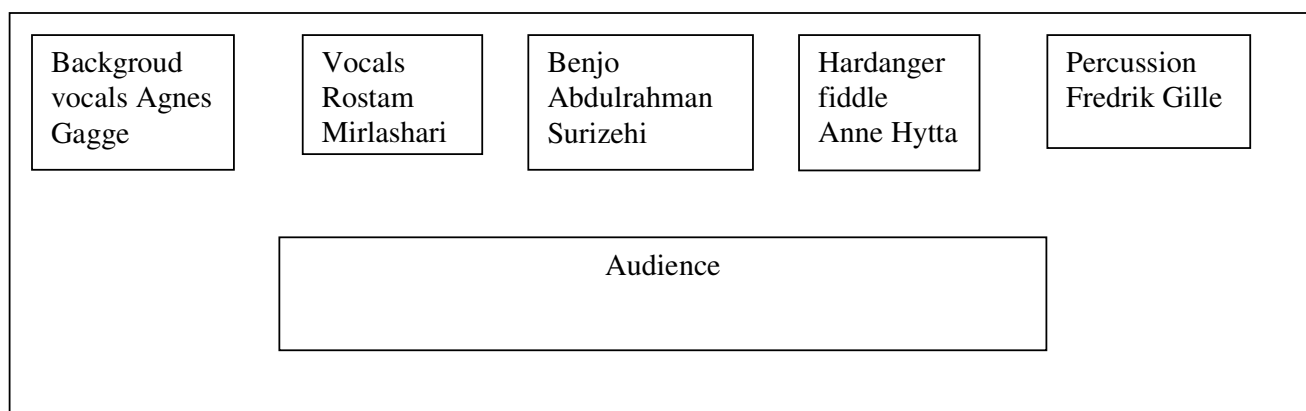 Backgroud
vocals Agnes
Gagge
Vocals
Rostam
Mirlashari
Benjo
Abdulrahman
Surizehi
Hardanger
fiddle
Anne Hytta
Percussion
Fredrik Gille
Audience